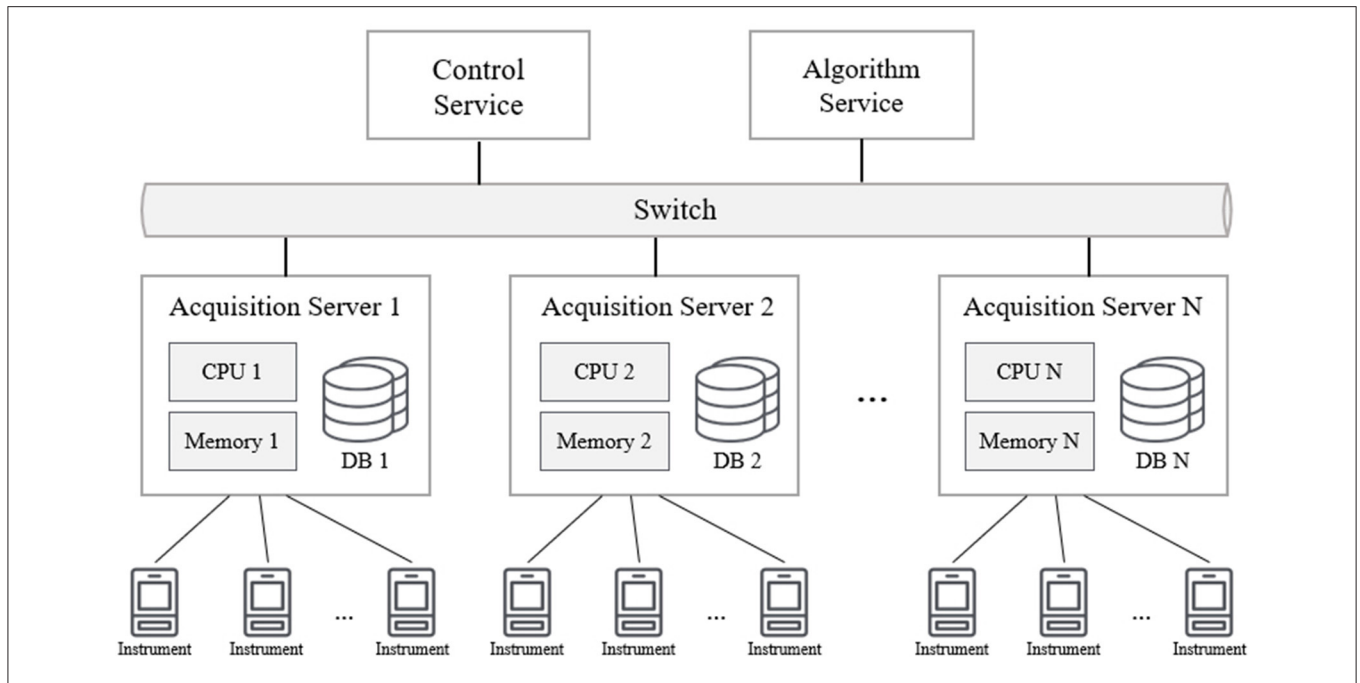 Control
Service
Algorithm
Service
Switch
Acquisition Server 1
CPU 1
Memory 1
DB 1
Acquisition Server 2
CPU 2
Memory 2
DB 2
...
Acquisition Server N
CPU N
Memory N
DB N
Instrument
Instrument
...
Instrument
Instrument
Instrument
...
Instrument
Instrument
Instrument
...
Instrument